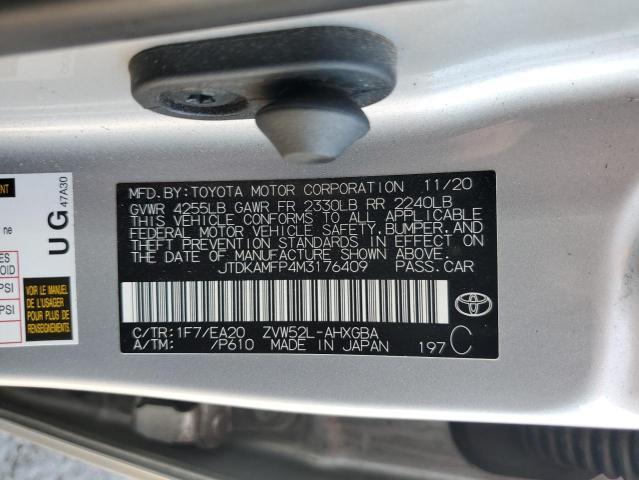 MFD. BY: TOYOTA MOTOR CORPORATION 11/20
GVWR 4255LB GAWR FR 2330LB RR 2240LB
THIS VEHICLE CONFORMS TO ALL APPLICABLE
FEDERAL MOTOR VEHICLE SAFETY, BUMPER, AND
THEFT PREVENTION STANDARDS IN EFFECT ON
THE DATE OF MANUFACTURE SHOWN ABOVE.
JTDKAMFP4M3176409 PASS. CAR
C/TR: 1F7/EA20 ZVW52L-AHXGBA
A/TM: /P610 MADE IN JAPAN 197 C
TOYOTA
UG
47A30
ne
PSI
PSI
VOIR
LE MANUEL
DE L'USAGER
POUR PLUS DE
RENSEIGNEMENTS